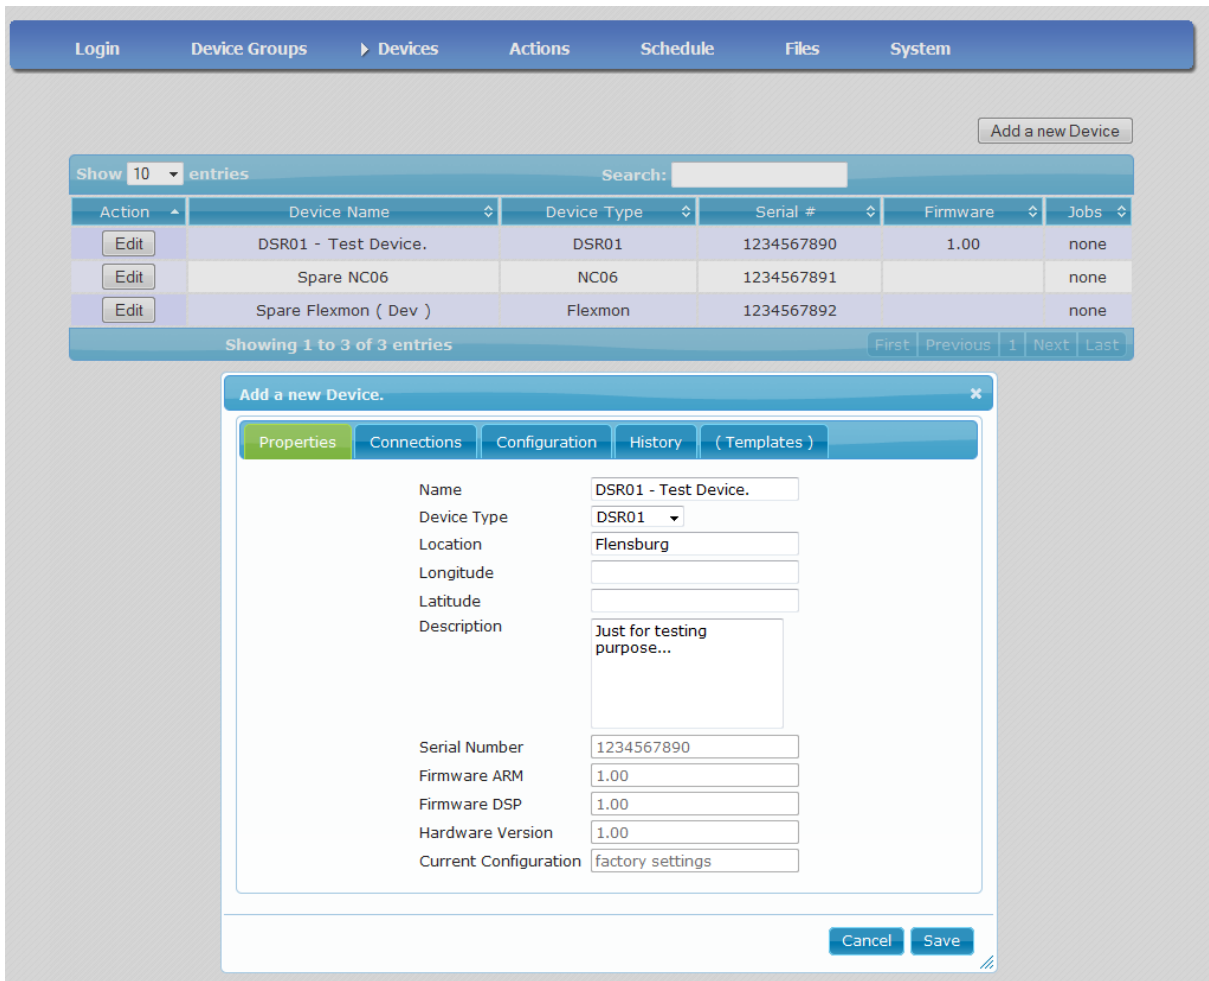 Login Device Groups Devices Actions Schedule Files System
Add a new Device
Show 10 entries Search:
Action Device Name Device Type Serial # Firmware Jobs
Edit DSR01 - Test Device. DSR01 1234567890 1.00 none
Edit Spare NC06 NC06 1234567891 none
Edit Spare Flexmon ( Dev ) Flexmon 1234567892 none
Showing 1 to 3 of 3 entries First Previous 1 Next Last
Add a new Device.
Properties Connections Configuration History ( Templates )
Name DSR01 - Test Device.
Device Type DSR01
Location Flensburg
Longitude
Latitude
Description Just for testing
purpose...
Serial Number 1234567890
Firmware ARM 1.00
Firmware DSP 1.00
Hardware Version 1.00
Current Configuration factory settings
Cancel Save